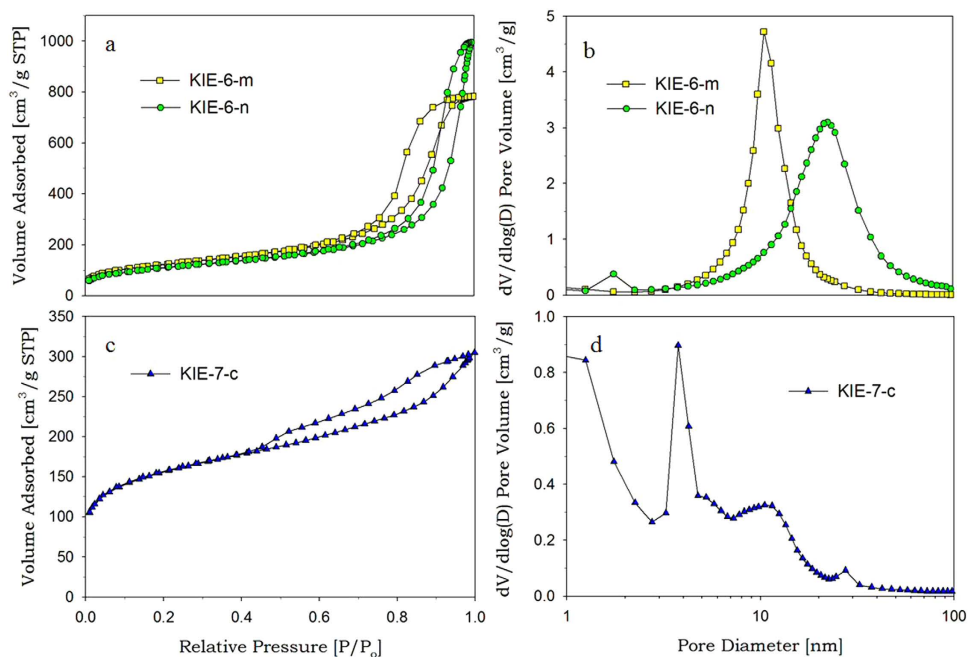 a
KIE-6-m
KIE-6-n
Volume Adsorbed [cm³/g STP]
1000
800
600
400
200
0
b
KIE-6-m
KIE-6-n
dV/dlog(D) Pore Volume [cm³/g]
5
4
3
2
1
0
c
KIE-7-c
Volume Adsorbed [cm³/g STP]
350
300
250
200
150
100
50
0
0.0 0.2 0.4 0.6 0.8 1.0
Relative Pressure [P/Pₒ]
d
KIE-7-c
dV/dlog(D) Pore Volume [cm³/g]
1.0
0.8
0.6
0.4
0.2
0.0
1 10 100
Pore Diameter [nm]